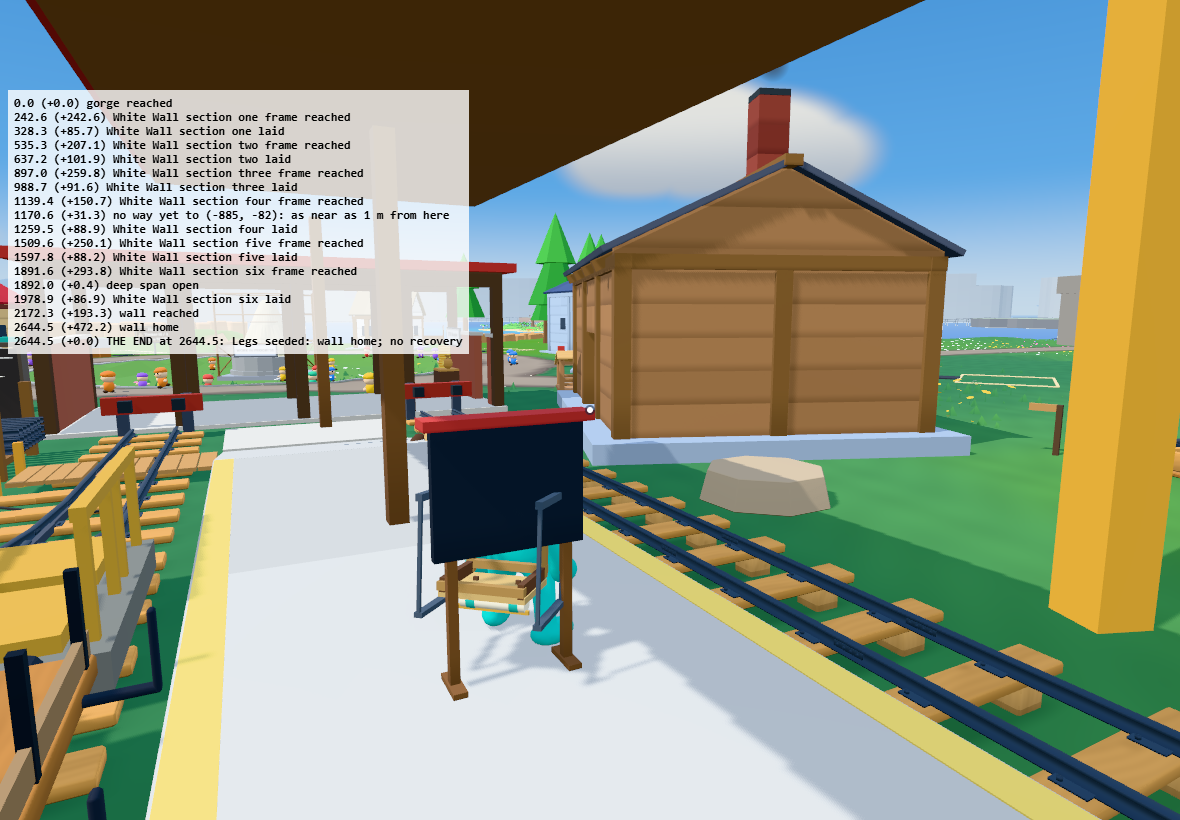 0.0 (+0.0) gorge reached
242.6 (+242.6) White Wall section one frame reached
328.3 (+85.7) White Wall section one laid
535.3 (+207.1) White Wall section two frame reached
637.2 (+101.9) White Wall section two laid
897.0 (+259.8) White Wall section three frame reached
988.7 (+91.6) White Wall section three laid
1139.4 (+150.7) White Wall section four frame reached
1170.6 (+31.3) no way yet to (-885, -82): as near as 1 m from here
1259.5 (+88.9) White Wall section four laid
1509.6 (+250.1) White Wall section five frame reached
1597.8 (+88.2) White Wall section five laid
1891.6 (+293.8) White Wall section six frame reached
1892.0 (+0.4) deep span open
1978.9 (+86.9) White Wall section six laid
2172.3 (+193.3) wall reached
2644.5 (+472.2) wall home
2644.5 (+0.0) THE END at 2644.5: Legs seeded: wall home; no recovery